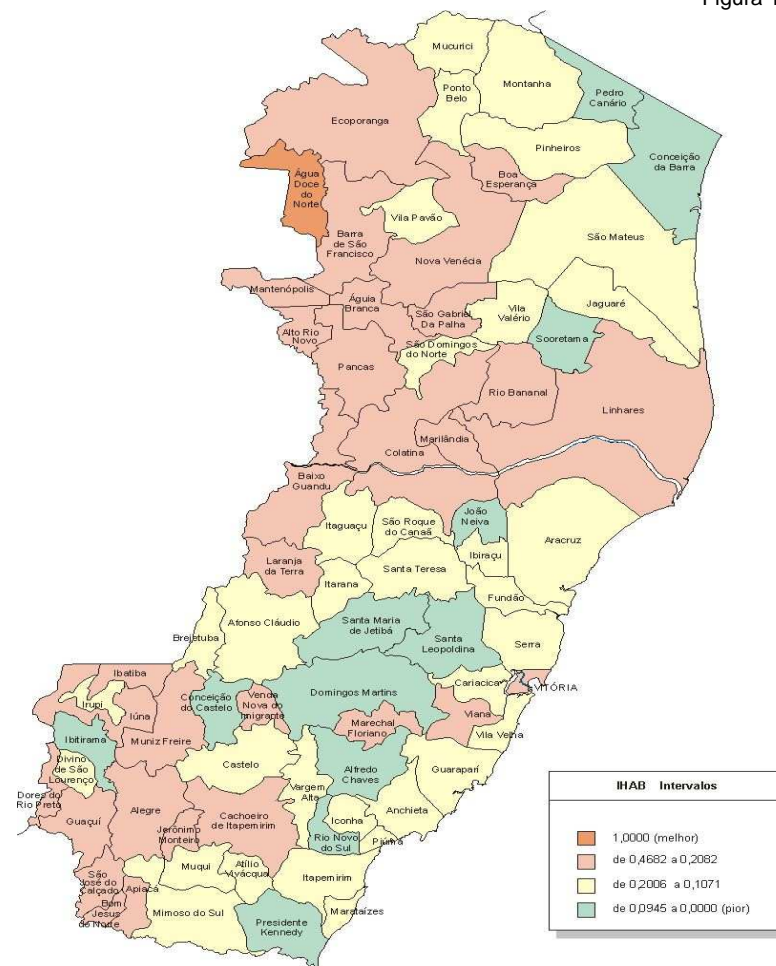 Figura 1
Mucurici
Montanha
Ponto
Belo
Pedro
Canário
Ecoporanga
Pinheiros
Conceição
da Barra
Água
Doce
do
Norte
Boa
Esperança
Vila Pavão
Barra
de São
Francisco
São Mateus
Nova Venécia
Mantenópolis
Águia
Branca
Jaguaré
São Gabriel
Da Palha
Vila
Valério
Alto Rio
Novo
Sooretama
São Domingos
do Norte
Pancas
Rio Bananal
Linhares
Marilândia
Colatina
Baixo
Guandu
João
Neiva
Itaguaçu
São Roque
do Canaã
Aracruz
Ibiraçu
Laranja
da Terra
Santa Teresa
Itarana
Fundão
Santa Maria
de Jetibá
Afonso Cláudio
Brejetuba
Santa
Leopoldina
Serra
Ibatiba
Cariacica
VITÓRIA
Conceição
do Castelo
Venda
Nova do
Imigrante
Domingos Martins
Irupi
Iúna
Viana
Marechal
Floriano
Ibitirama
Muniz Freire
Vila Velha
Divino
de São
Lourenço
Castelo
Alfredo
Chaves
Guaraparí
Vargem
Alta
Dores do
Rio Preto
Guaçuí
Alegre
Cachoeiro
de Itapemirim
Anchieta
Iconha
Jerônimo
Monteiro
Rio Novo
do Sul
Piúma
São
José do
Calçado
Apiacá
Muqui
Atílio
Vivácqua
Itapemirim
Bom
Jesus
do Norte
Mimoso do Sul
Marataízes
Presidente
Kennedy
IHAB Intervalos
1,0000 (melhor)
de 0,4682 a 0,2082
de 0,2006 a 0,1071
de 0,0945 a 0,0000 (pior)